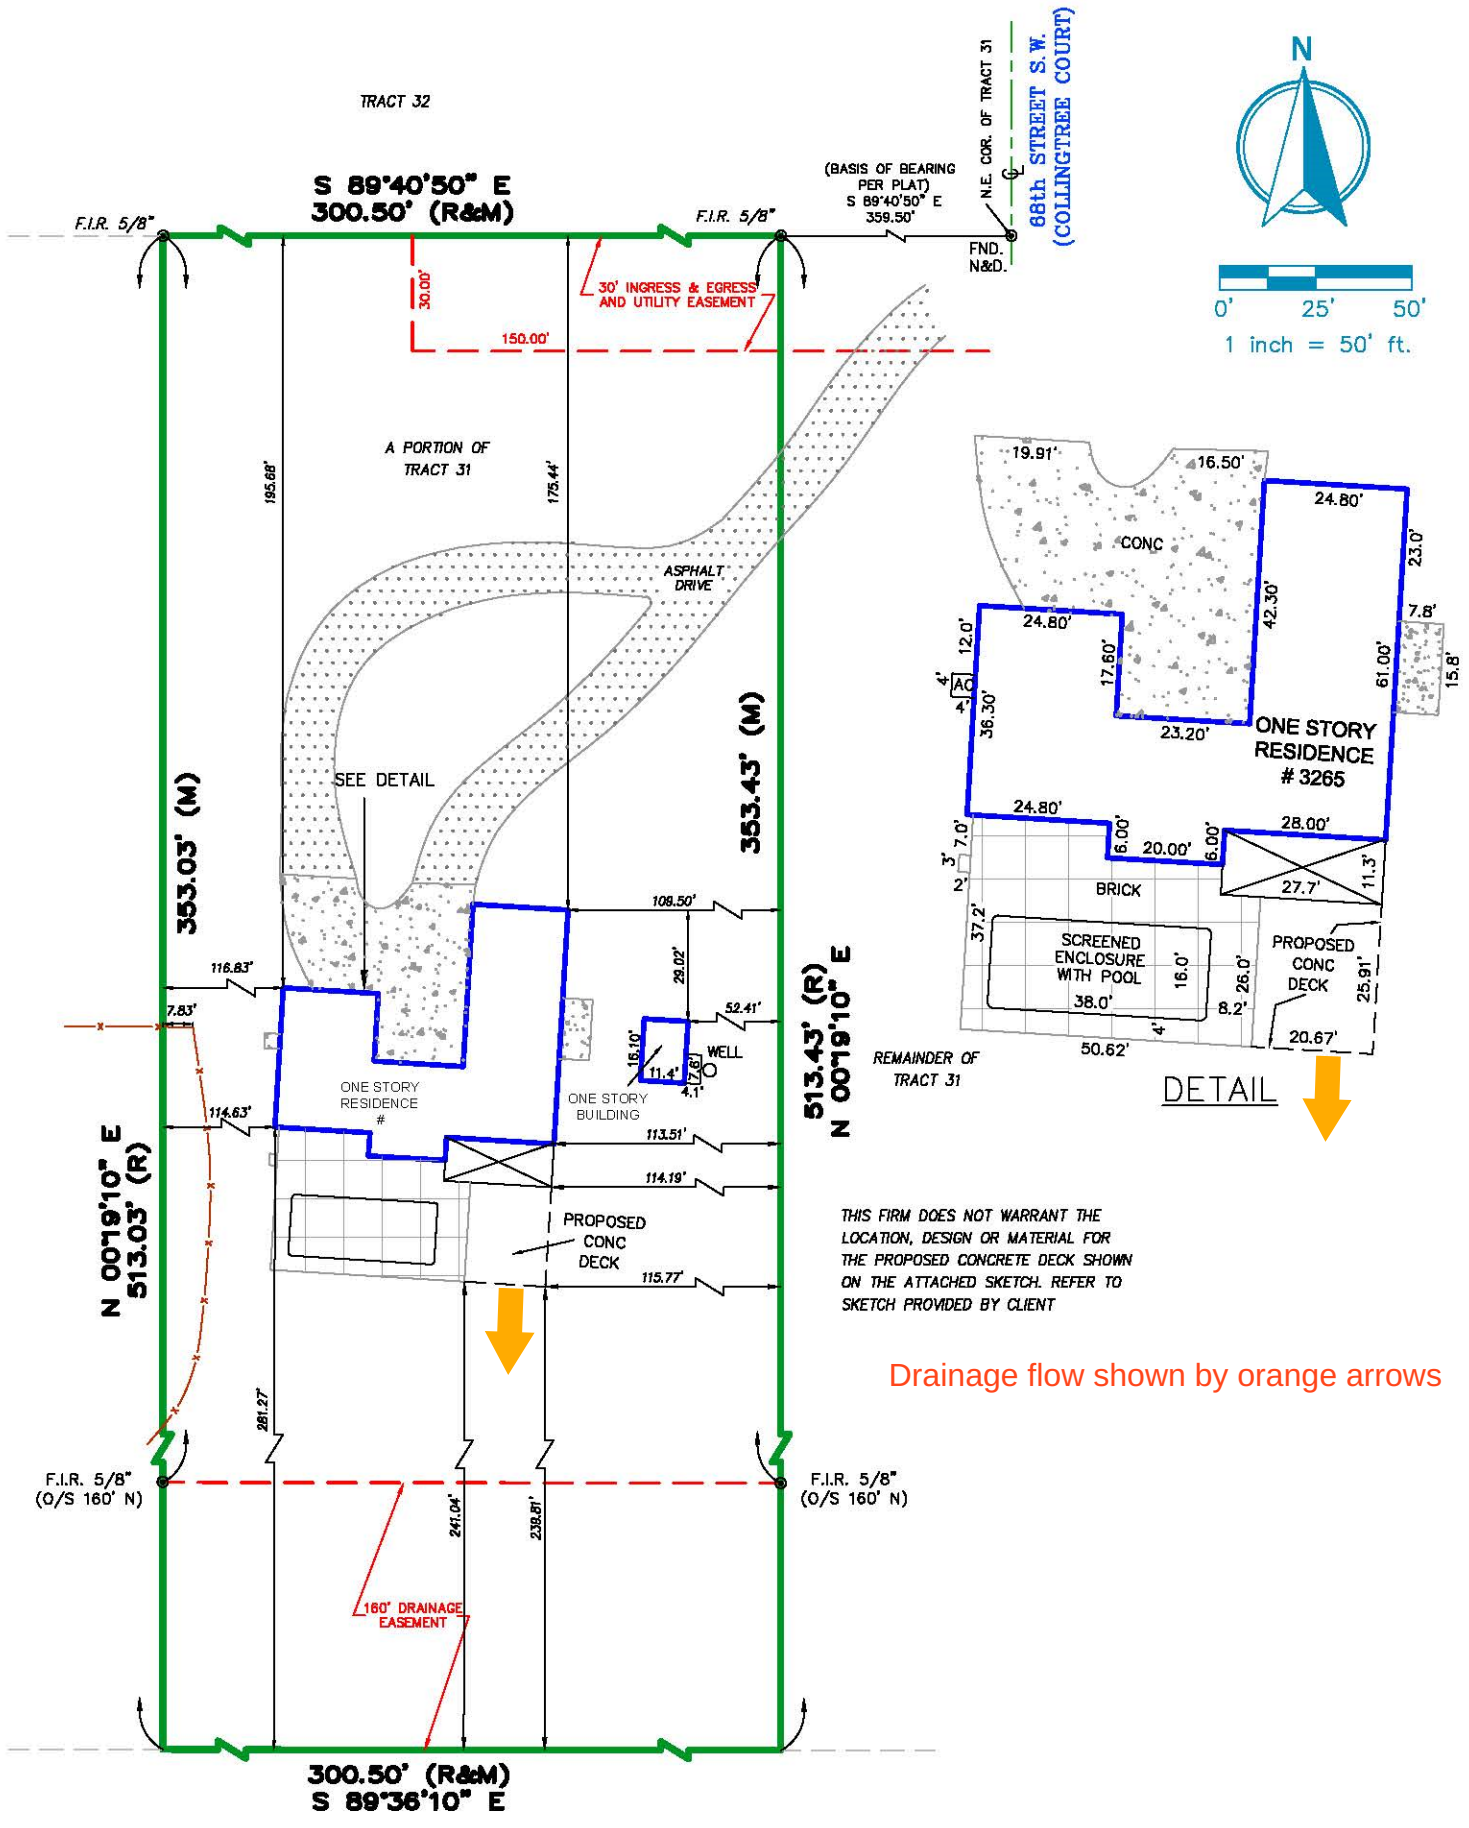 TRACT 32
S 89°40'50" E
300.50' (R&M)
F.I.R. 5/8"
F.I.R. 5/8"
(BASIS OF BEARING
PER PLAT)
S 89°40'50" E
359.50'
N.E. COR. OF TRACT 31
88th STREET S.W.
(COLLINGTREE COURT)
FND.
N&D.
N
0' 25' 50'
1 inch = 50' ft.
30.00'
30' INGRESS & EGRESS
AND UTILITY EASEMENT
150.00'
A PORTION OF
TRACT 31
195.68'
175.44'
ASPHALT
DRIVE
SEE DETAIL
353.03' (M)
353.43' (M)
116.83'
7.83'
108.50'
29.02'
52.41'
16.10'
11.4'
7.6'
4.1'
WELL
ONE STORY
BUILDING
ONE STORY
RESIDENCE
#
114.63'
113.51'
114.19'
PROPOSED
CONC
DECK
115.77'
N 00°19'10" E
513.03' (R)
513.43' (R)
N 00°19'10" E
REMAINDER OF
TRACT 31
19.91'
16.50'
CONC
24.80'
23.0'
42.30'
7.8'
15.8'
61.00'
12.0'
24.80'
17.60'
4'
AC
4'
36.30'
23.20'
ONE STORY
RESIDENCE
# 3265
24.80'
7.0'
6.00'
20.00'
6.00'
28.00'
3'
2'
BRICK
27.7'
11.3'
37.2'
SCREENED
ENCLOSURE
WITH POOL
16.0'
38.0'
26.0'
8.2'
4'
50.62'
PROPOSED
CONC
DECK
25.91'
20.67'
DETAIL
THIS FIRM DOES NOT WARRANT THE
LOCATION, DESIGN OR MATERIAL FOR
THE PROPOSED CONCRETE DECK SHOWN
ON THE ATTACHED SKETCH. REFER TO
SKETCH PROVIDED BY CLIENT
Drainage flow shown by orange arrows
281.27'
241.04'
239.81'
F.I.R. 5/8"
(O/S 160' N)
F.I.R. 5/8"
(O/S 160' N)
160' DRAINAGE
EASEMENT
300.50' (R&M)
S 89°36'10" E